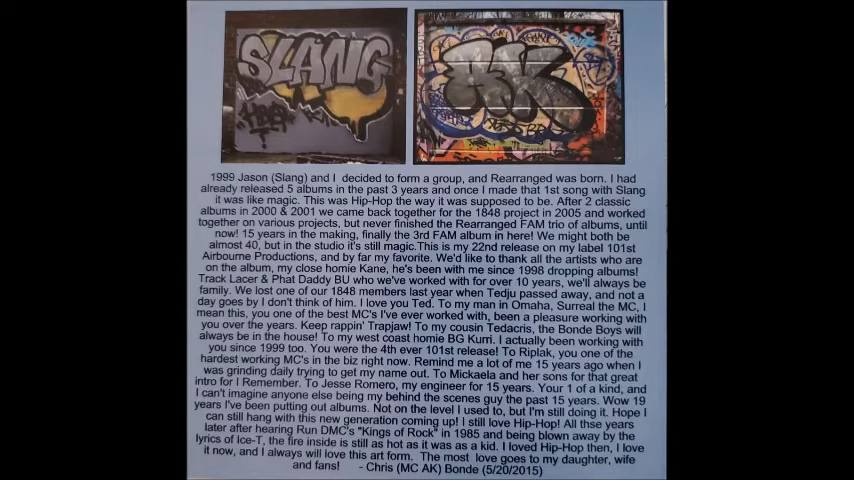 SLANG
AK
1999 Jason (Slang) and I decided to form a group, and Rearranged was born. I had
already released 5 albums in the past 3 years and once I made that 1st song with Slang
it was like magic. This was Hip-Hop the way it was supposed to be. After 2 classic
albums in 2000 & 2001 we came back together for the 1848 project in 2005 and worked
together on various projects, but never finished the Rearranged FAM trio of albums, until
now! 15 years in the making, finally the 3rd FAM album in here! We might both be
almost 40, but in the studio it's still magic.This is my 22nd release on my label 101st
Airbourne Productions, and by far my favorite. We'd like to thank all the artists who are
on the album, my close homie Kane, he's been with me since 1998 dropping albums!
Track Lacer & Phat Daddy BU who we've worked with for over 10 years, we'll always be
family. We lost one of our 1848 members last year when Tedju passed away, and not a
day goes by I don't think of him. I love you Ted. To my man in Omaha, Surreal the MC, I
mean this, you one of the best MC's I've ever worked with, been a pleasure working with
you over the years. Keep rappin' Trapjaw! To my cousin Tedacris, the Bonde Boys will
always be in the house! To my west coast homie BG Kurri. I actually been working with
you since 1999 too. You were the 4th ever 101st release! To Riplak, you one of the
hardest working MC's in the biz right now. Remind me a lot of me 15 years ago when I
was grinding daily trying to get my name out. To Mickaela and her sons for that great
intro for I Remember. To Jesse Romero, my engineer for 15 years. Your 1 of a kind, and
I can't imagine anyone else being my behind the scenes guy the past 15 years. Wow 19
years I've been putting out albums. Not on the level I used to, but I'm still doing it. Hope I
can still hang with this new generation coming up! I still love Hip-Hop! All thse years
later after hearing Run DMC's "Kings of Rock" in 1985 and being blown away by the
lyrics of Ice-T, the fire inside is still as hot as it was as a kid. I loved Hip-Hop then, I love
it now, and I always will love this art form. The most love goes to my daughter, wife
and fans! - Chris (MC AK) Bonde (5/20/2015)